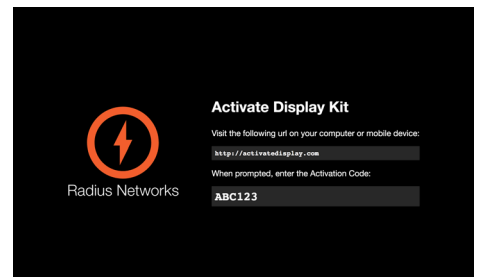 Activate Display Kit
Visit the following url on your computer or mobile device:
http://activatedisplay.com
When prompted, enter the Activation Code:
ABC123
Radius Networks